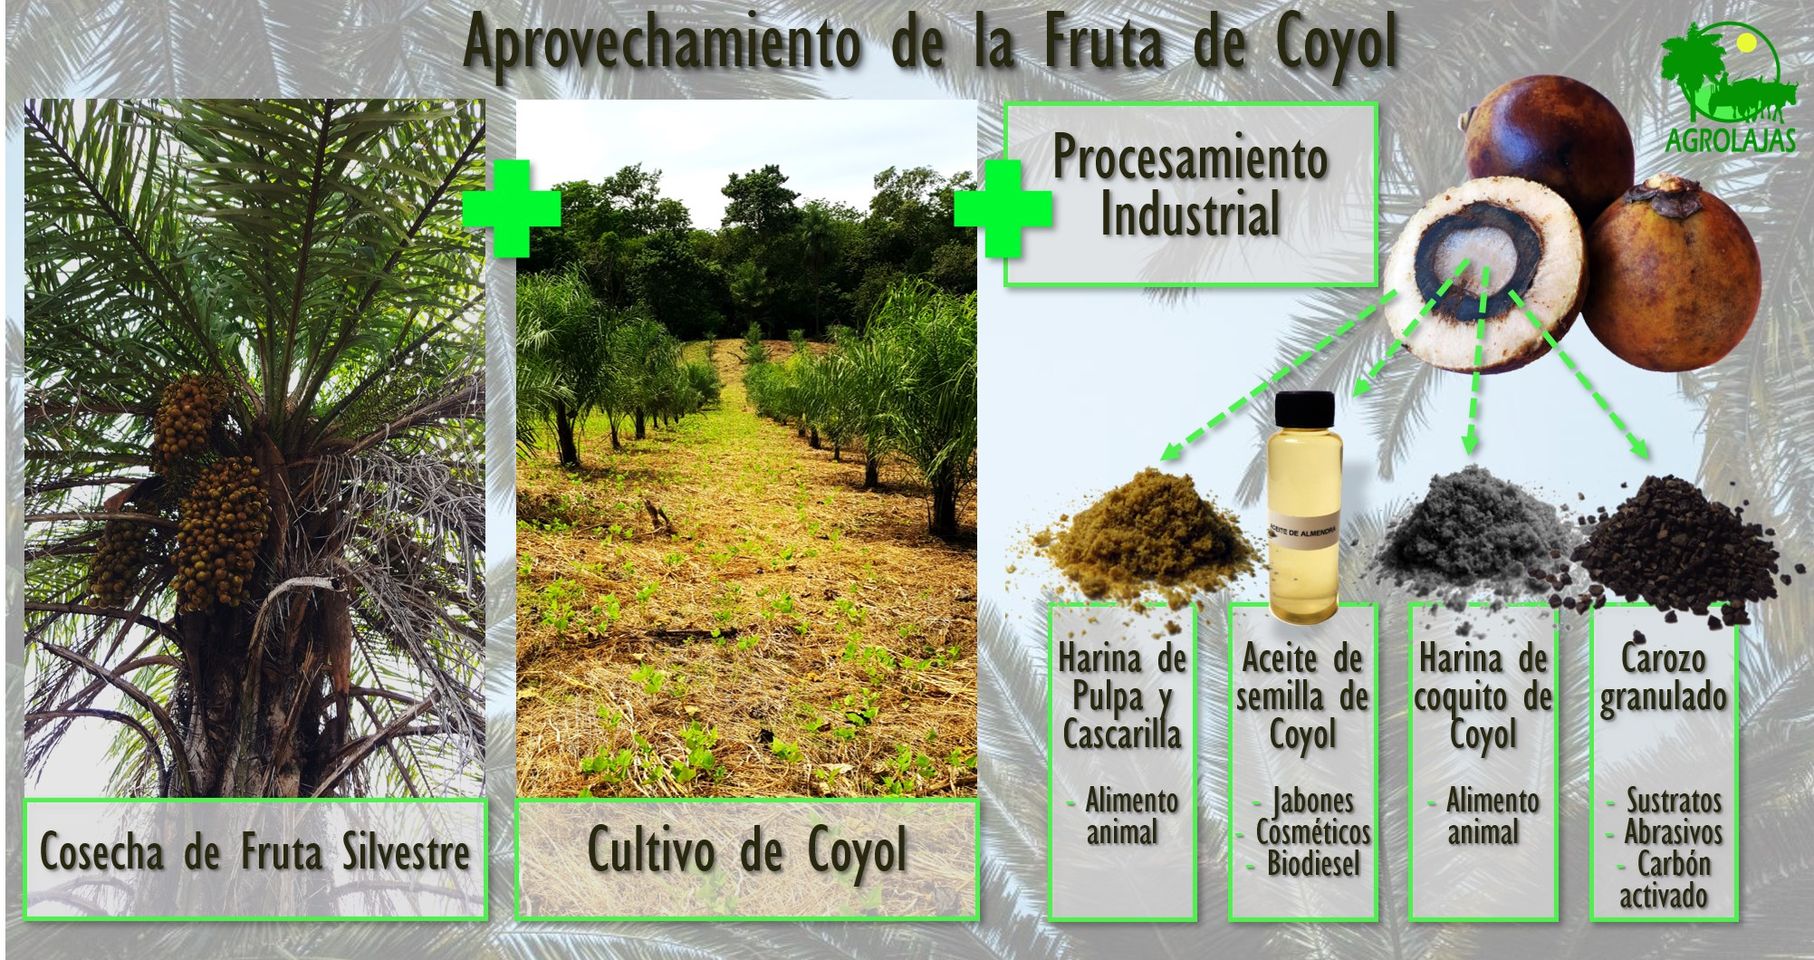 Aprovechamiento de la Fruta de Coyol
AGROLAJAS
Procesamiento
Industrial
ACEITE DE ALMENDRA
Cosecha de Fruta Silvestre
Cultivo de Coyol
Harina de
Pulpa y
Cascarilla
- Alimento
animal
Aceite de
semilla de
Coyol
- Jabones
- Cosméticos
- Biodiesel
Harina de
coquito de
Coyol
- Alimento
animal
Carozo
granulado
- Sustratos
- Abrasivos
- Carbón
activado